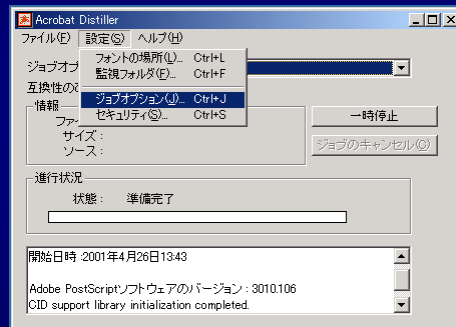 Acrobat Distiller
ファイル(F) 設定(S) ヘルプ(H)
フォントの場所(L)... Ctrl+L
監視フォルダ(F)... Ctrl+F
ジョブオプション(J)... Ctrl+J
セキュリティ(S)... Ctrl+S
ジョブオプ
互換性の
情報
ファ
サイズ :
ソース :
一時停止
ジョブのキャンセル(C)
進行状況
状態 : 準備完了
開始日時 :2001年4月26日13:43
Adobe PostScriptソフトウェアのバージョン : 3010.106
CID support library initialization completed.